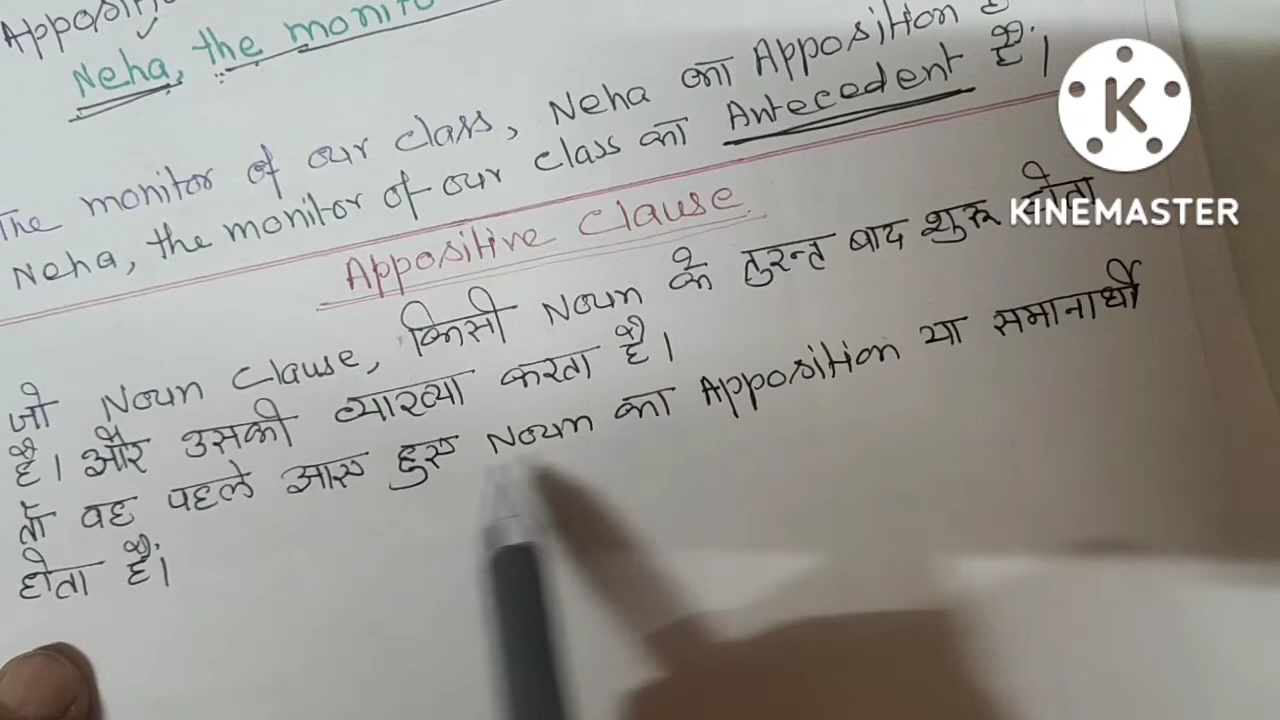 Apposit
Neha, the monito
The monitor of our class, Neha का Apposition है
Neha, the monitor of our class का Antecedent हैं।
Appositive Clause
जो Noun Clause, किसी Noun के तुरन्त बाद शुरू होता
है। और उसकी व्याख्या करता है।
तो वह पहले आए हुए Noun का Apposition या समानार्थी
होता हैं।
K
KINEMASTER